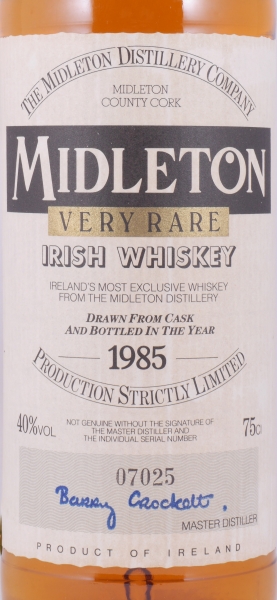 THE MIDLETON DISTILLERY COMPANY
MIDLETON
COUNTY CORK
MIDLETON
VERY RARE
IRISH WHISKEY
IRELAND'S MOST EXCLUSIVE WHISKEY
FROM THE MIDLETON DISTILLERY
DRAWN FROM CASK
AND BOTTLED IN THE YEAR
1985
PRODUCTION STRICTLY LIMITED
40%VOL
NOT GENUINE WITHOUT THE SIGNATURE OF
THE MASTER DISTILLER AND
THE INDIVIDUAL SERIAL NUMBER
75cl
07025
Barry Crockett.
MASTER DISTILLER
PRODUCT OF IRELAND